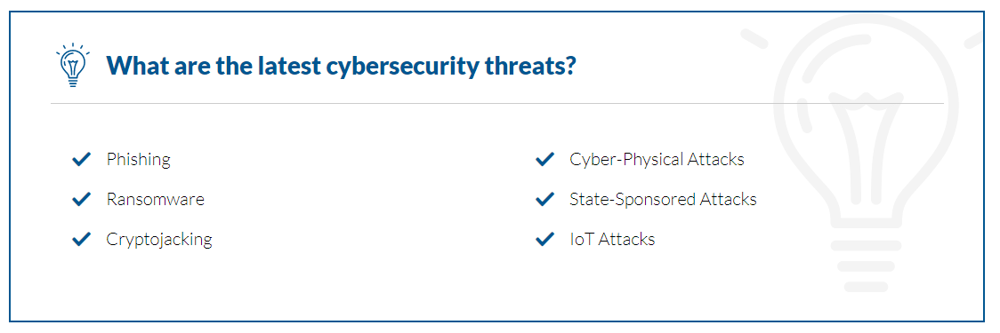 What are the latest cybersecurity threats?
Phishing
Ransomware
Cryptojacking
Cyber-Physical Attacks
State-Sponsored Attacks
IoT Attacks